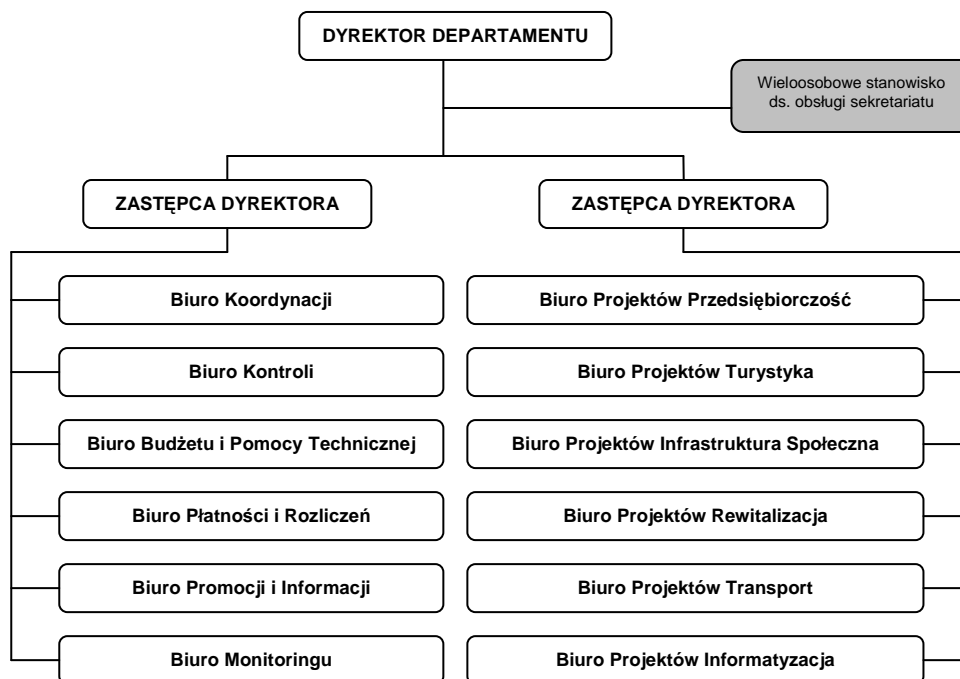 DYREKTOR DEPARTAMENTU
Wieloosobowe stanowisko
ds. obsługi sekretariatu
ZASTĘPCA DYREKTORA
ZASTĘPCA DYREKTORA
Biuro Koordynacji
Biuro Projektów Przedsiębiorczość
Biuro Kontroli
Biuro Projektów Turystyka
Biuro Budżetu i Pomocy Technicznej
Biuro Projektów Infrastruktura Społeczna
Biuro Płatności i Rozliczeń
Biuro Projektów Rewitalizacja
Biuro Promocji i Informacji
Biuro Projektów Transport
Biuro Monitoringu
Biuro Projektów Informatyzacja